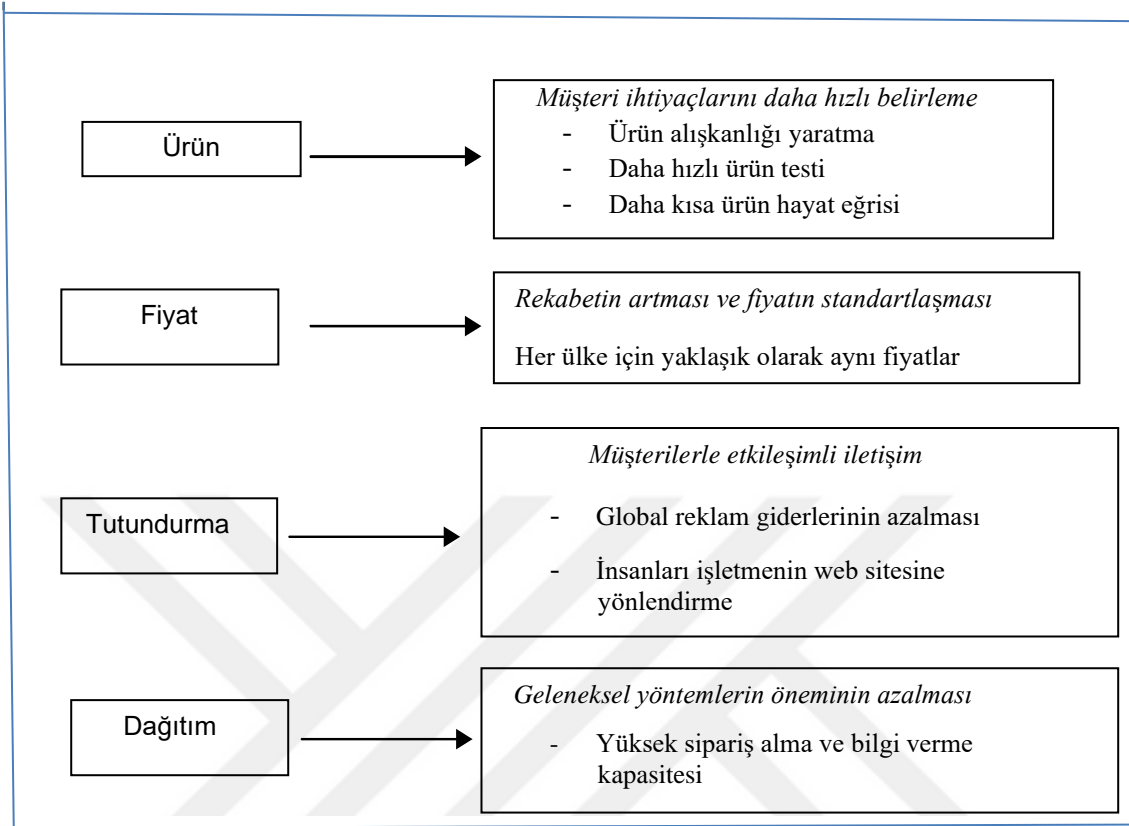 Ürün
Müşteri ihtiyaçlarını daha hızlı belirleme
- Ürün alışkanlığı yaratma
- Daha hızlı ürün testi
- Daha kısa ürün hayat eğrisi
Fiyat
Rekabetin artması ve fiyatın standartlaşması
Her ülke için yaklaşık olarak aynı fiyatlar
Tutundurma
Müşterilerle etkileşimli iletişim
- Global reklam giderlerinin azalması
- İnsanları işletmenin web sitesine
yönlendirme
Dağıtım
Geleneksel yöntemlerin öneminin azalması
- Yüksek sipariş alma ve bilgi verme
kapasitesi